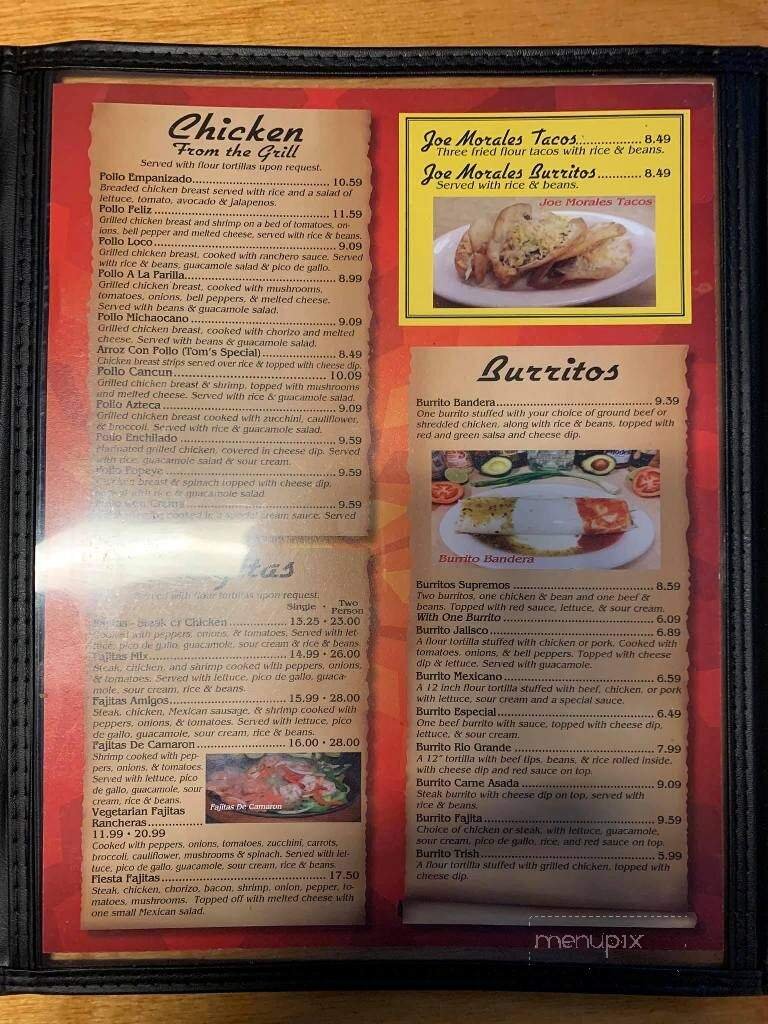 Chicken
From the Grill
Served with flour tortillas upon request.
Pollo Empanizado 10.59
Breaded chicken breast served with rice and a salad of
lettuce, tomato, avocado & jalapenos.
Pollo Feliz 11.59
Grilled chicken breast and shrimp on a bed of tomatoes, on-
ions, bell pepper and melted cheese, served with rice & beans.
Pollo Loco 9.09
Grilled chicken breast, cooked with ranchero sauce. Served
with rice & beans, guacamole salad & pico de gallo.
Pollo A La Parilla 8.99
Grilled chicken breast, cooked with mushrooms,
tomatoes, onions, bell peppers, & melted cheese.
Served with beans & guacamole salad.
Pollo Michaocano 9.09
Grilled chicken breast, cooked with chorizo and melted
cheese. Served with beans & guacamole salad.
Arroz Con Pollo (Tom's Special) 8.49
Chicken breast strips served over rice & topped with cheese dip.
Pollo Cancun 10.09
Grilled chicken breast & shrimp, topped with mushrooms
and melted cheese. Served with rice & guacamole salad.
Pollo Azteca 9.09
Grilled chicken breast cooked with zucchini, cauliflower,
& broccoli. Served with rice & guacamole salad.
Pollo Enchilado 9.59
Marinated grilled chicken, covered in cheese dip. Served
with rice, guacamole salad & sour cream.
Pollo Popeye 9.59
Chicken breast & spinach topped with cheese dip.
Served with rice & guacamole salad
9.59
cooked in a special cream sauce. Served
Fajitas
Served with flour tortillas upon request.
Single • Two
Person
Fajitas - Steak or Chicken 13.25 • 23.00
Cooked with peppers, onions, & tomatoes. Served with let-
tuce, pico de gallo, guacamole, sour cream & rice & beans
Fajitas Mix 14.99 • 26.00
Steak, chicken, and shrimp cooked with peppers, onions,
& tomatoes. Served with lettuce, pico de gallo, guaca-
mole, sour cream, rice & beans.
Fajitas Amigos 15.99 • 28.00
Steak, chicken, Mexican sausage, & shrimp cooked with
peppers, onions, & tomatoes. Served with lettuce, pico
de gallo, guacamole, sour cream, rice & beans.
Fajitas De Camaron 16.00 • 28.00
Shrimp cooked with pep-
pers, onions, & tomatoes.
Served with lettuce, pico
de gallo, guacamole, sour
cream, rice & beans.
Fajitas De Camaron
Vegetarian Fajitas
Rancheras
11.99 • 20.99
Cooked with peppers, onions, tomatoes, zucchini, carrots,
broccoli, cauliflower, mushrooms & spinach. Served with let-
tuce, pico de gallo, guacamole, sour cream, rice & beans.
Fiesta Fajitas 17.50
Steak, chicken, chorizo, bacon, shrimp, onion, pepper, to-
matoes, mushrooms. Topped off with melted cheese with
one small Mexican salad.
Joe Morales Tacos 8.49
Three fried flour tacos with rice & beans.
Joe Morales Burritos 8.49
Served with rice & beans.
Joe Morales Tacos
Burritos
Burrito Bandera 9.39
One burrito stuffed with your choice of ground beef or
shredded chicken, along with rice & beans, topped with
red and green salsa and cheese dip.
Burrito Bandera
Burritos Supremos 8.59
Two burritos, one chicken & bean and one beef &
beans. Topped with red sauce, lettuce, & sour cream.
With One Burrito 6.09
Burrito Jalisco 6.89
A flour tortilla stuffed with chicken or pork. Cooked with
tomatoes, onions, & bell peppers. Topped with cheese
dip & lettuce. Served with guacamole.
Burrito Mexicano 6.59
A 12 inch flour tortilla stuffed with beef, chicken, or pork
with lettuce, sour cream and a special sauce.
Burrito Especial 6.49
One beef burrito with sauce, topped with cheese dip,
lettuce, & sour cream.
Burrito Rio Grande 7.99
A 12" tortilla with beef tips, beans, & rice rolled inside,
with cheese dip and red sauce on top.
Burrito Carne Asada 9.09
Steak burrito with cheese dip on top, served with
rice & beans.
Burrito Fajita 9.59
Choice of chicken or steak, with lettuce, guacamole,
sour cream, pico de gallo, rice, and red sauce on top.
Burrito Trish 5.99
A flour tortilla stuffed with grilled chicken, topped with
cheese dip.
menupix